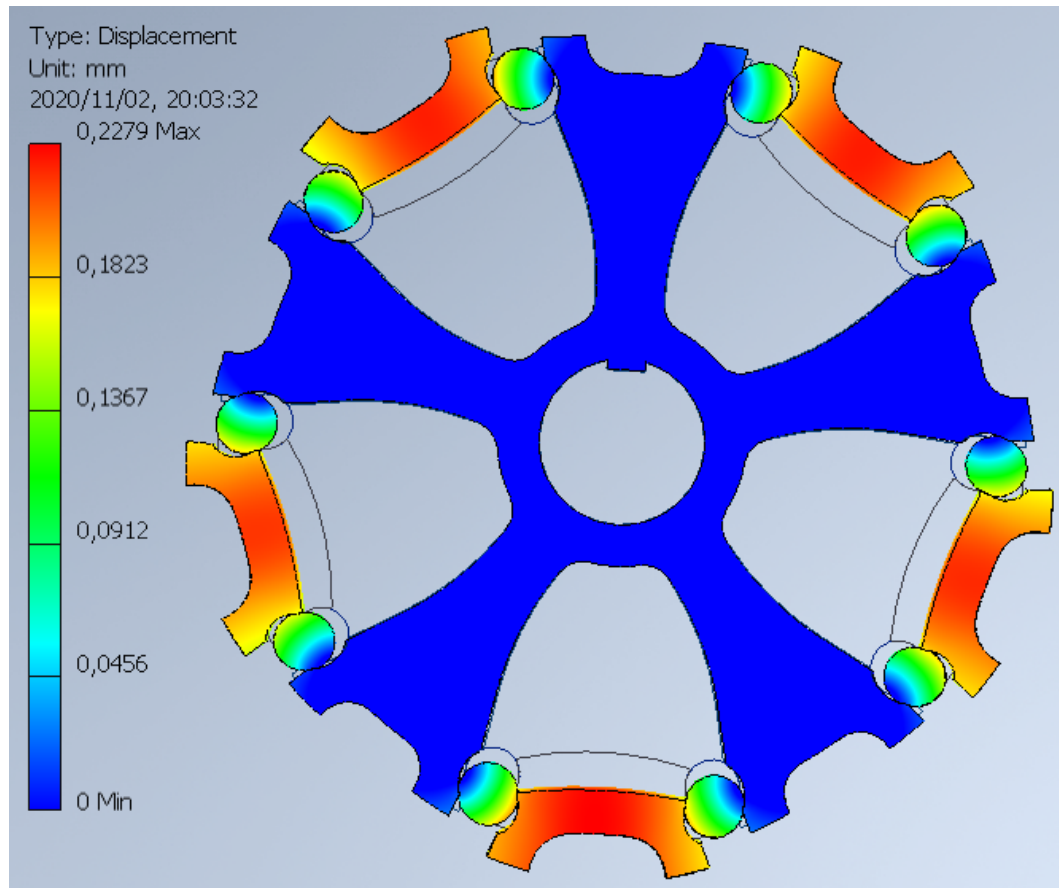 Type: Displacement
Unit: mm
2020/11/02, 20:03:32
0,2279 Max
0,1823
0,1367
0,0912
0,0456
0 Min